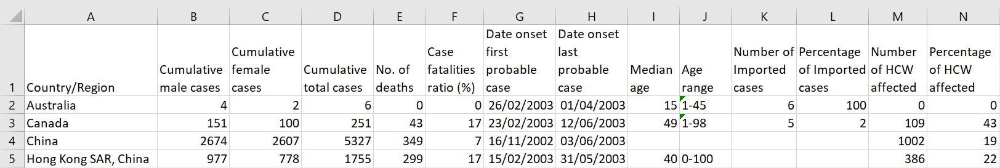 A B C D E F G H I J K L M N
1 Country/Region Cumulative male cases Cumulative female cases Cumulative total cases No. of deaths Case fatalities ratio (%) Date onset first probable case Date onset last probable case Median age Age range Number of Imported cases Percentage of Imported cases Number of HCW affected Percentage of HCW affected
2 Australia 4 2 6 0 0 26/02/2003 01/04/2003 15 1-45 6 100 0 0
3 Canada 151 100 251 43 17 23/02/2003 12/06/2003 49 1-98 5 2 109 43
4 China 2674 2607 5327 349 7 16/11/2002 03/06/2003 1002 19
5 Hong Kong SAR, China 977 778 1755 299 17 15/02/2003 31/05/2003 40 0-100 386 22